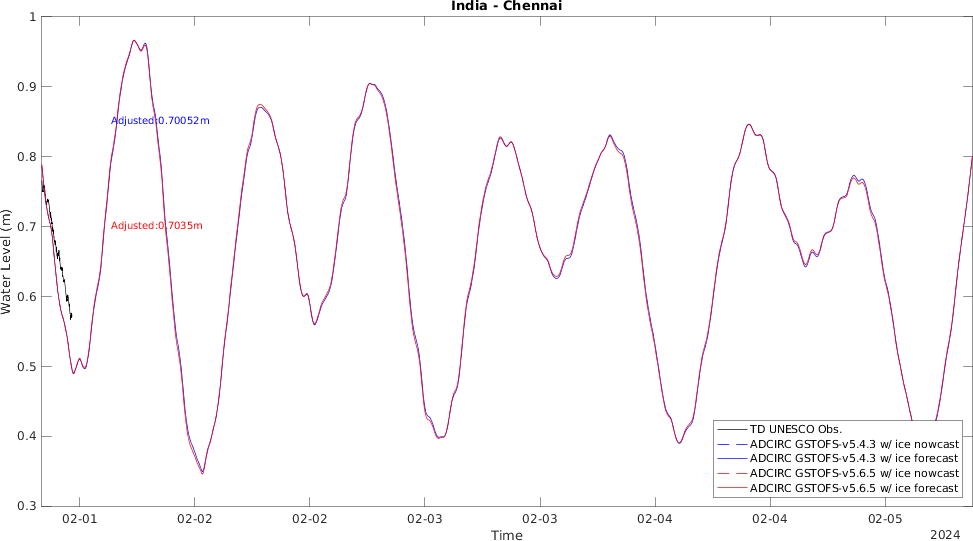 India - Chennai
1
0.9
0.8
0.7
0.6
0.5
0.4
0.3
Water Level (m)
Adjusted:0.70052m
Adjusted:0.7035m
TD UNESCO Obs.
ADCIRC GSTOFS-v5.4.3 w/ ice nowcast
ADCIRC GSTOFS-v5.4.3 w/ ice forecast
ADCIRC GSTOFS-v5.6.5 w/ ice nowcast
ADCIRC GSTOFS-v5.6.5 w/ ice forecast
02-01 02-02 02-02 02-03 02-03 02-04 02-04 02-05
Time
2024